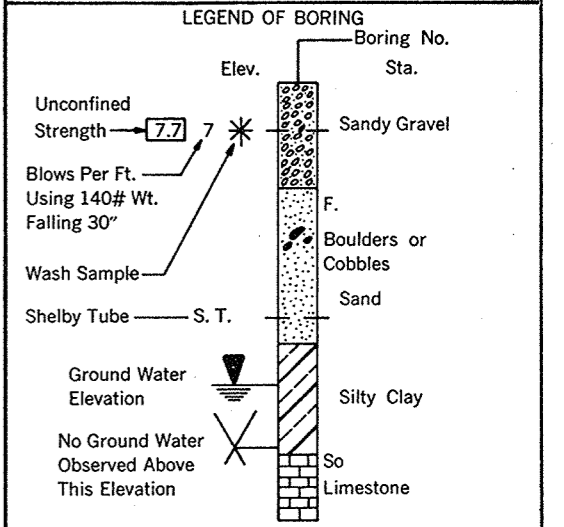 LEGEND OF BORING
Boring No.
Elev.
Sta.
Unconfined
Strength
7.7
7
Sandy Gravel
Blows Per Ft.
Using 140# Wt.
Falling 30"
F.
Boulders or
Cobbles
Wash Sample
Sand
Shelby Tube
S. T.
Ground Water
Elevation
Silty Clay
No Ground Water
Observed Above
This Elevation
So
Limestone